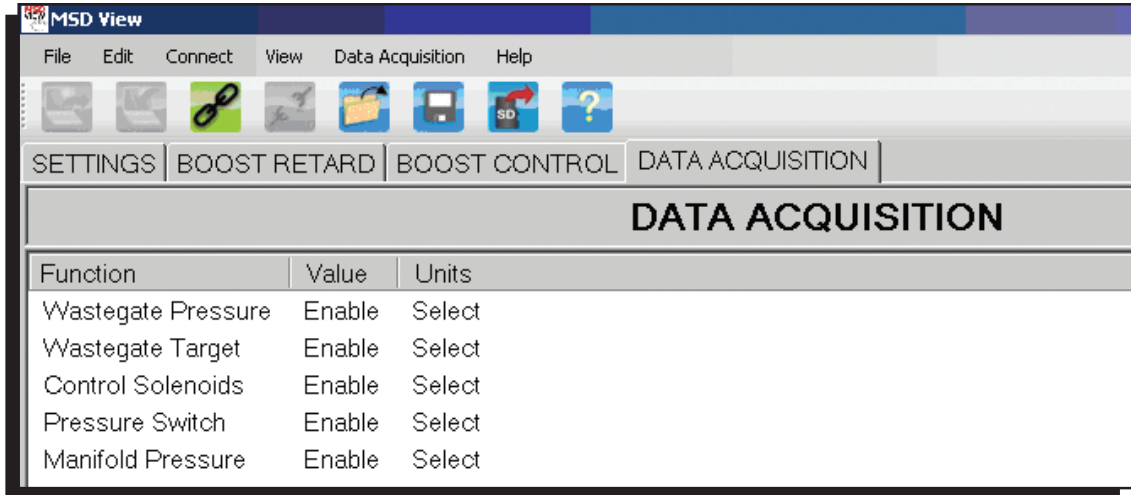 MSD View
File Edit Connect View Data Acquisition Help
SD ?
SETTINGS BOOST RETARD BOOST CONTROL DATA ACQUISITION
DATA ACQUISITION
Function Value Units
Wastegate Pressure Enable Select
Wastegate Target Enable Select
Control Solenoids Enable Select
Pressure Switch Enable Select
Manifold Pressure Enable Select